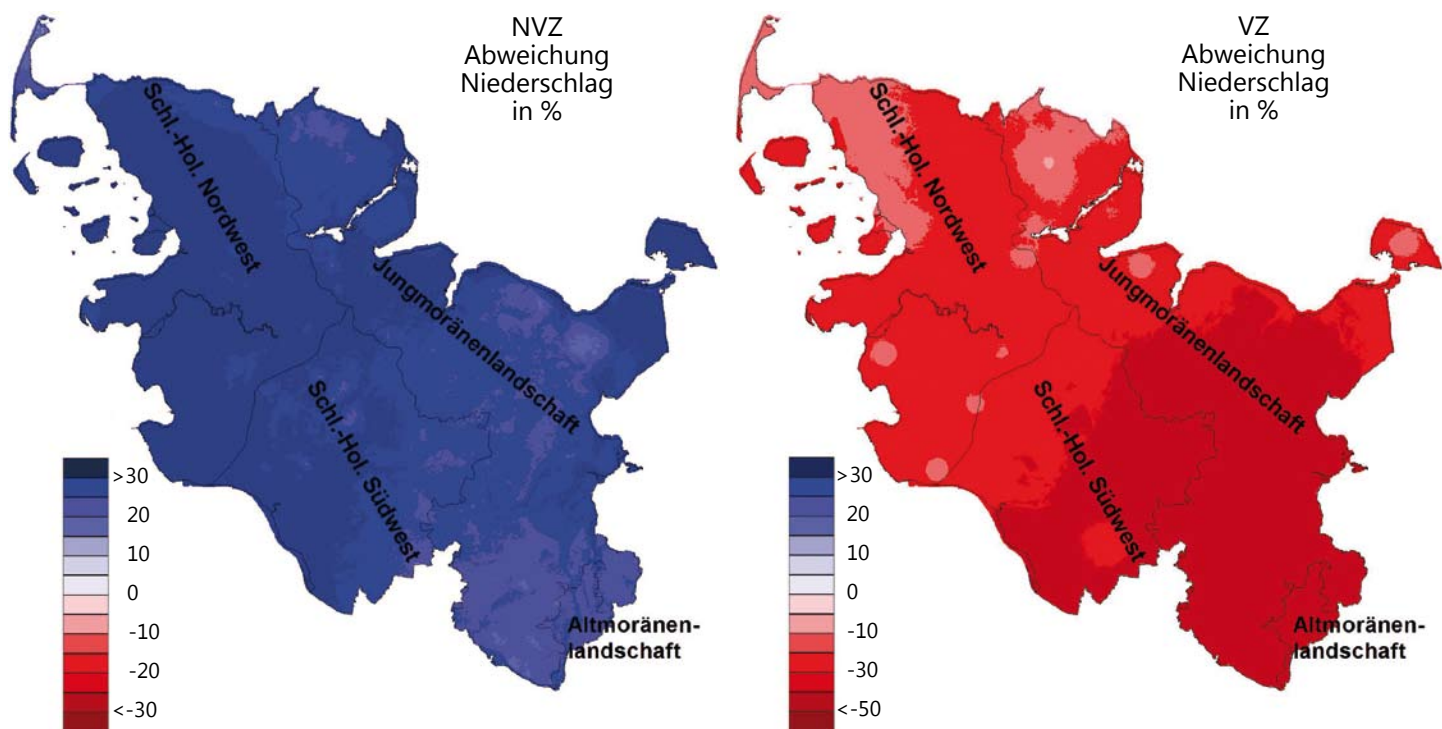 NVZ
Abweichung
Niederschlag
in %
Schl.-Hol. Nordwest
Jungmoränenlandschaft
Schl.-Hol. Südwest
Altmoränen-
landschaft
>30
20
10
0
-10
-20
<-30
VZ
Abweichung
Niederschlag
in %
Schl.-Hol. Nordwest
Jungmoränenlandschaft
Schl.-Hol. Südwest
Altmoränen-
landschaft
>30
20
10
0
-10
-30
<-50